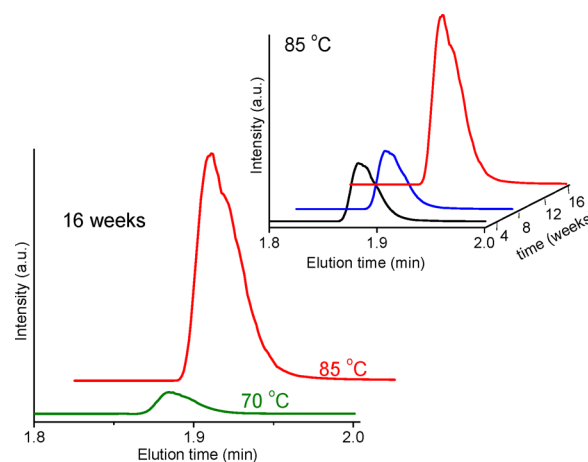 85 °C
Intensity (a.u.)
1.8
1.9
2.0
Elution time (min)
4
8
12
16
time (weeks
16 weeks
Intensity (a.u.)
85 °C
70 °C
1.8
1.9
2.0
Elution time (min)